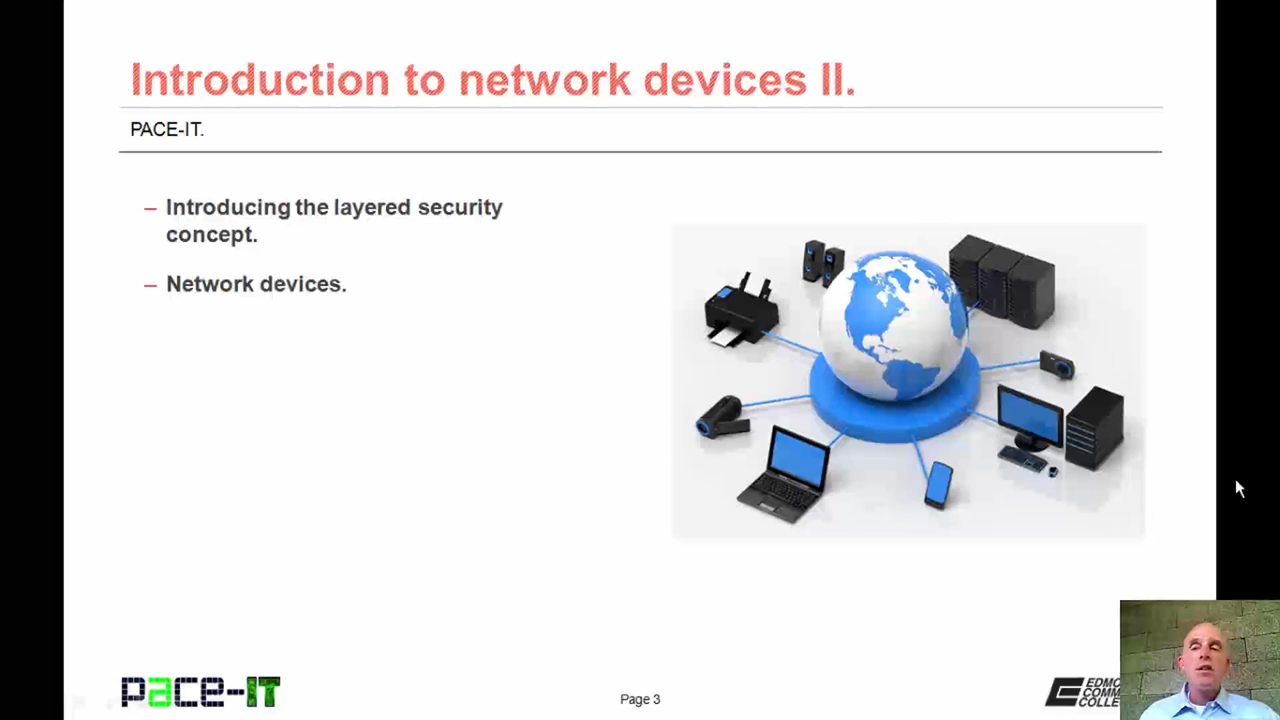 Introduction to network devices II.
PACE-IT.
– Introducing the layered security
concept.
– Network devices.
pace-IT
Page 3